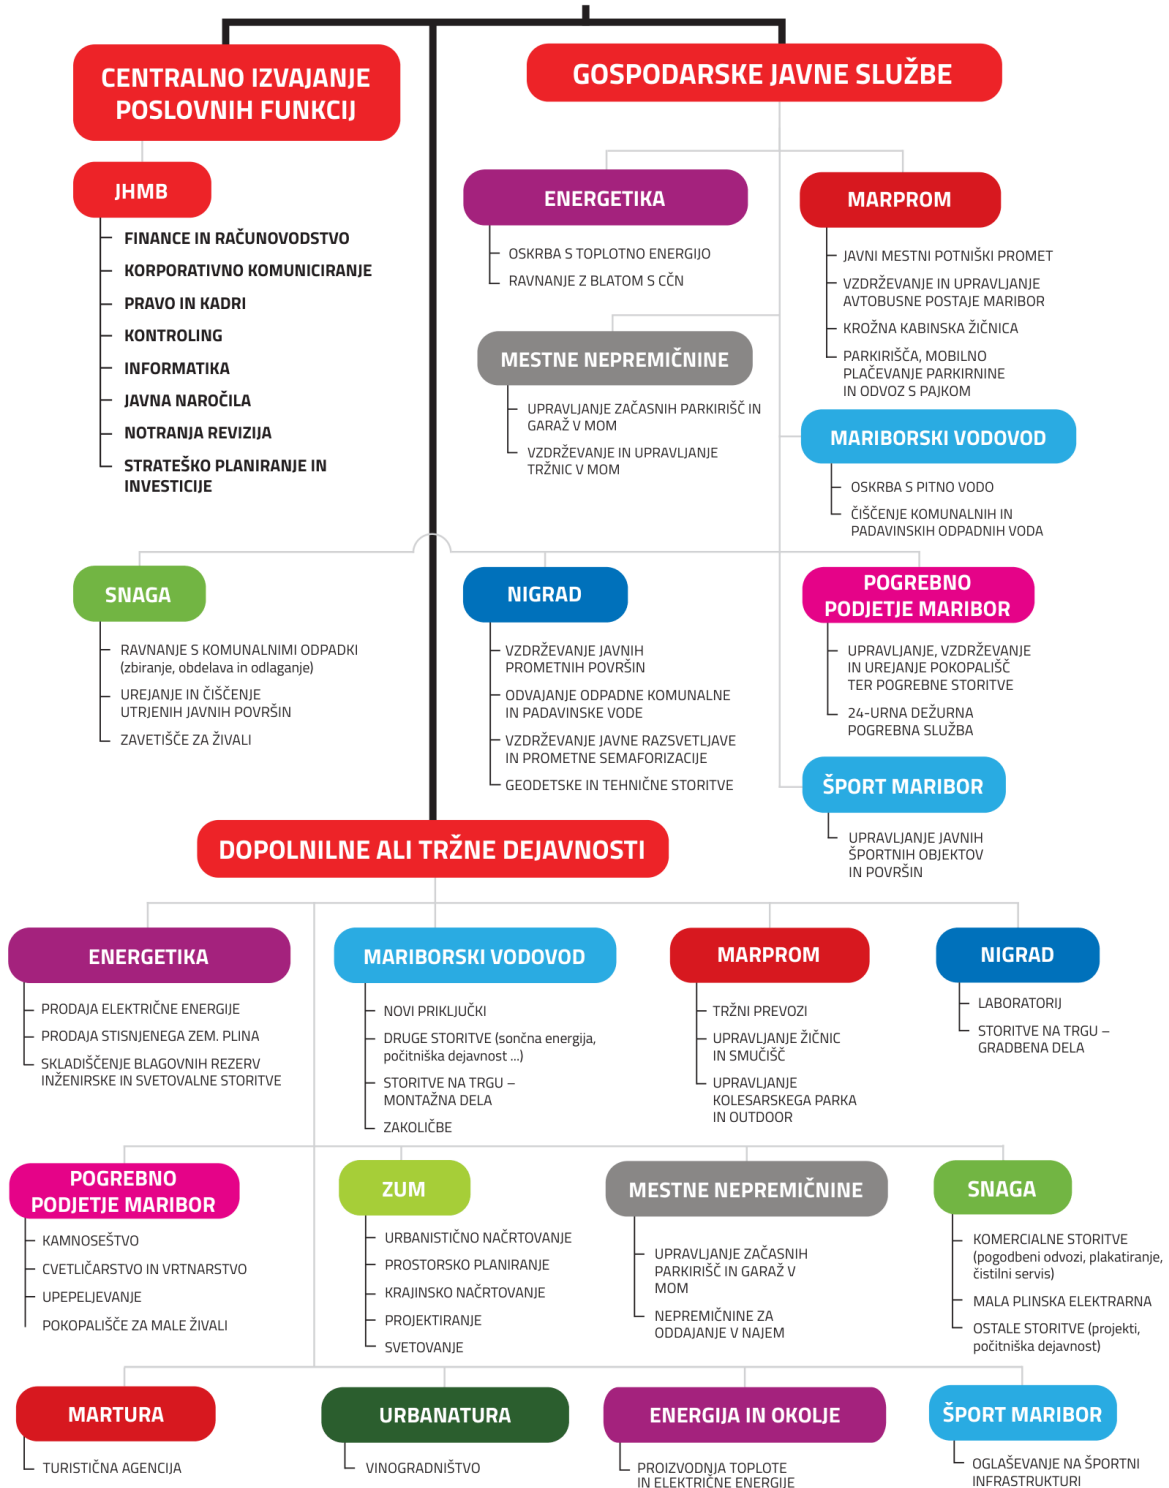 CENTRALNO IZVAJANJE
POSLOVNIH FUNKCIJ
JHMB
FINANCE IN RAČUNOVODSTVO
KORPORATIVNO KOMUNICIRANJE
PRAVO IN KADRI
KONTROLING
INFORMATIKA
JAVNA NAROČILA
NOTRANJA REVIZIJA
STRATEŠKO PLANIRANJE IN
INVESTICIJE
GOSPODARSKE JAVNE SLUŽBE
ENERGETIKA
OSKRBA S TOPLOTNO ENERGIJO
RAVNANJE Z BLATOM S CČN
MARPROM
JAVNI MESTNI POTNIŠKI PROMET
VZDRŽEVANJE IN UPRAVLJANJE
AVTOBUSNE POSTAJE MARIBOR
KROŽNA KABINSKA ŽIČNICA
PARKIRIŠČA, MOBILNO
PLAČEVANJE PARKIRNINE
IN ODVOZ S PAJKOM
MESTNE NEPREMIČNINE
UPRAVLJANJE ZAČASNIH PARKIRIŠČ IN
GARAŽ V MOM
VZDRŽEVANJE IN UPRAVLJANJE
TRŽNIC V MOM
MARIBORSKI VODOVOD
OSKRBA S PITNO VODO
ČIŠČENJE KOMUNALNIH IN
PADAVINSKIH ODPADNIH VODA
SNAGA
RAVNANJE S KOMUNALNIMI ODPADKI
(zbiranje, obdelava in odlaganje)
UREJANJE IN ČIŠČENJE
UTRJENIH JAVNIH POVRŠIN
ZAVETIŠČE ZA ŽIVALI
NIGRAD
VZDRŽEVANJE JAVNIH
PROMETNIH POVRŠIN
ODVAJANJE ODPADNE KOMUNALNE
IN PADAVINSKE VODE
VZDRŽEVANJE JAVNE RAZSVETLJAVE
IN PROMETNE SEMAFORIZACIJE
GEODETSKE IN TEHNIČNE STORITVE
POGREBNO
PODJETJE MARIBOR
UPRAVLJANJE, VZDRŽEVANJE
IN UREJANJE POKOPALIŠČ
TER POGREBNE STORITVE
24-URNA DEŽURNA
POGREBNA SLUŽBA
ŠPORT MARIBOR
UPRAVLJANJE JAVNIH
ŠPORTNIH OBJEKTOV
IN POVRŠIN
DOPOLNILNE ALI TRŽNE DEJAVNOSTI
ENERGETIKA
PRODAJA ELEKTRIČNE ENERGIJE
PRODAJA STISNJENEGA ZEM. PLINA
SKLADIŠČENJE BLAGOVNIH REZERV
INŽENIRSKE IN SVETOVALNE STORITVE
MARIBORSKI VODOVOD
NOVI PRIKLJUČKI
DRUGE STORITVE (sončna energija,
počitniška dejavnost ...)
STORITVE NA TRGU –
MONTAŽNA DELA
ZAKOLIČBE
MARPROM
TRŽNI PREVOZI
UPRAVLJANJE ŽIČNIC
IN SMUČIŠČ
UPRAVLJANJE
KOLESARSKEGA PARKA
IN OUTDOOR
NIGRAD
LABORATORIJ
STORITVE NA TRGU –
GRADBENA DELA
POGREBNO
PODJETJE MARIBOR
KAMNOSEŠTVO
CVETLIČARSTVO IN VRTNARSTVO
UPEPELJEVANJE
POKOPALIŠČE ZA MALE ŽIVALI
ZUM
URBANISTIČNO NAČRTOVANJE
PROSTORSKO PLANIRANJE
KRAJINSKO NAČRTOVANJE
PROJEKTIRANJE
SVETOVANJE
MESTNE NEPREMIČNINE
UPRAVLJANJE ZAČASNIH
PARKIRIŠČ IN GARAŽ V
MOM
NEPREMIČNINE ZA
ODDAJANJE V NAJEM
SNAGA
KOMERCIALNE STORITVE
(pogodbeni odvozi, plakatiranje,
čistilni servis)
MALA PLINSKA ELEKTRARNA
OSTALE STORITVE (projekti,
počitniška dejavnost)
MARTURA
TURISTIČNA AGENCIJA
URBANATURA
VINOGRADNIŠTVO
ENERGIJA IN OKOLJE
PROIZVODNJA TOPLOTE
IN ELEKTRIČNE ENERGIJE
ŠPORT MARIBOR
OGLAŠEVANJE NA ŠPORTNI
INFRASTRUKTURI